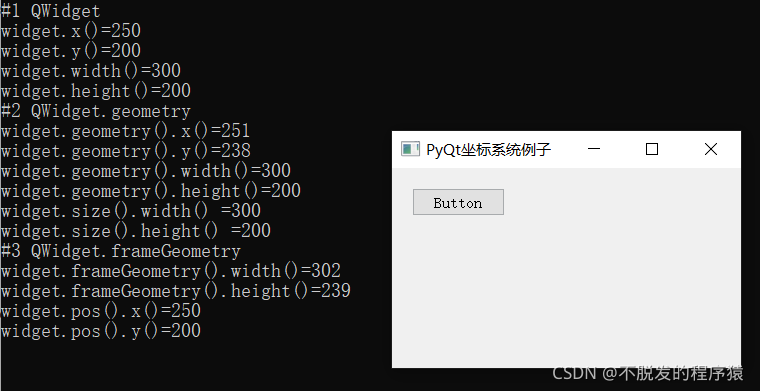 #1 QWidget
widget.x()=250
widget.y()=200
widget.width()=300
widget.height()=200
#2 QWidget.geometry
widget.geometry().x()=251
widget.geometry().y()=238
widget.geometry().width()=300
widget.geometry().height()=200
widget.size().width() =300
widget.size().height() =200
#3 QWidget.frameGeometry
widget.frameGeometry().width()=302
widget.frameGeometry().height()=239
widget.pos().x()=250
widget.pos().y()=200
PyQt坐标系统例子
Button
CSDN @不脱发的程序猿